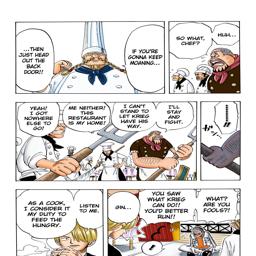 HUH...
SO WHAT,
CHEF?
IF YOU'RE
GONNA KEEP
MOANING...
...THEN
JUST HEAD
OUT THE
BACK
DOOR!!
I'LL
STAY
AND
FIGHT.
I CAN'T
STAND
TO LET
KRIEG
HAVE HIS
WAY.
ME NEITHER!
THIS
RESTAURANT
IS MY HOME!
YEAH!
I GOT
NOWHERE
ELSE TO
GO!
WHAT?
ARE YOU
FOOLS?!
YOU SAW
WHAT
KRIEG CAN
DO!! YOU'D
BETTER
RUN!!
GIN...
LISTEN
TO ME.
AS A COOK,
I CONSIDER IT
MY DUTY TO
FEED THE
HUNGRY.